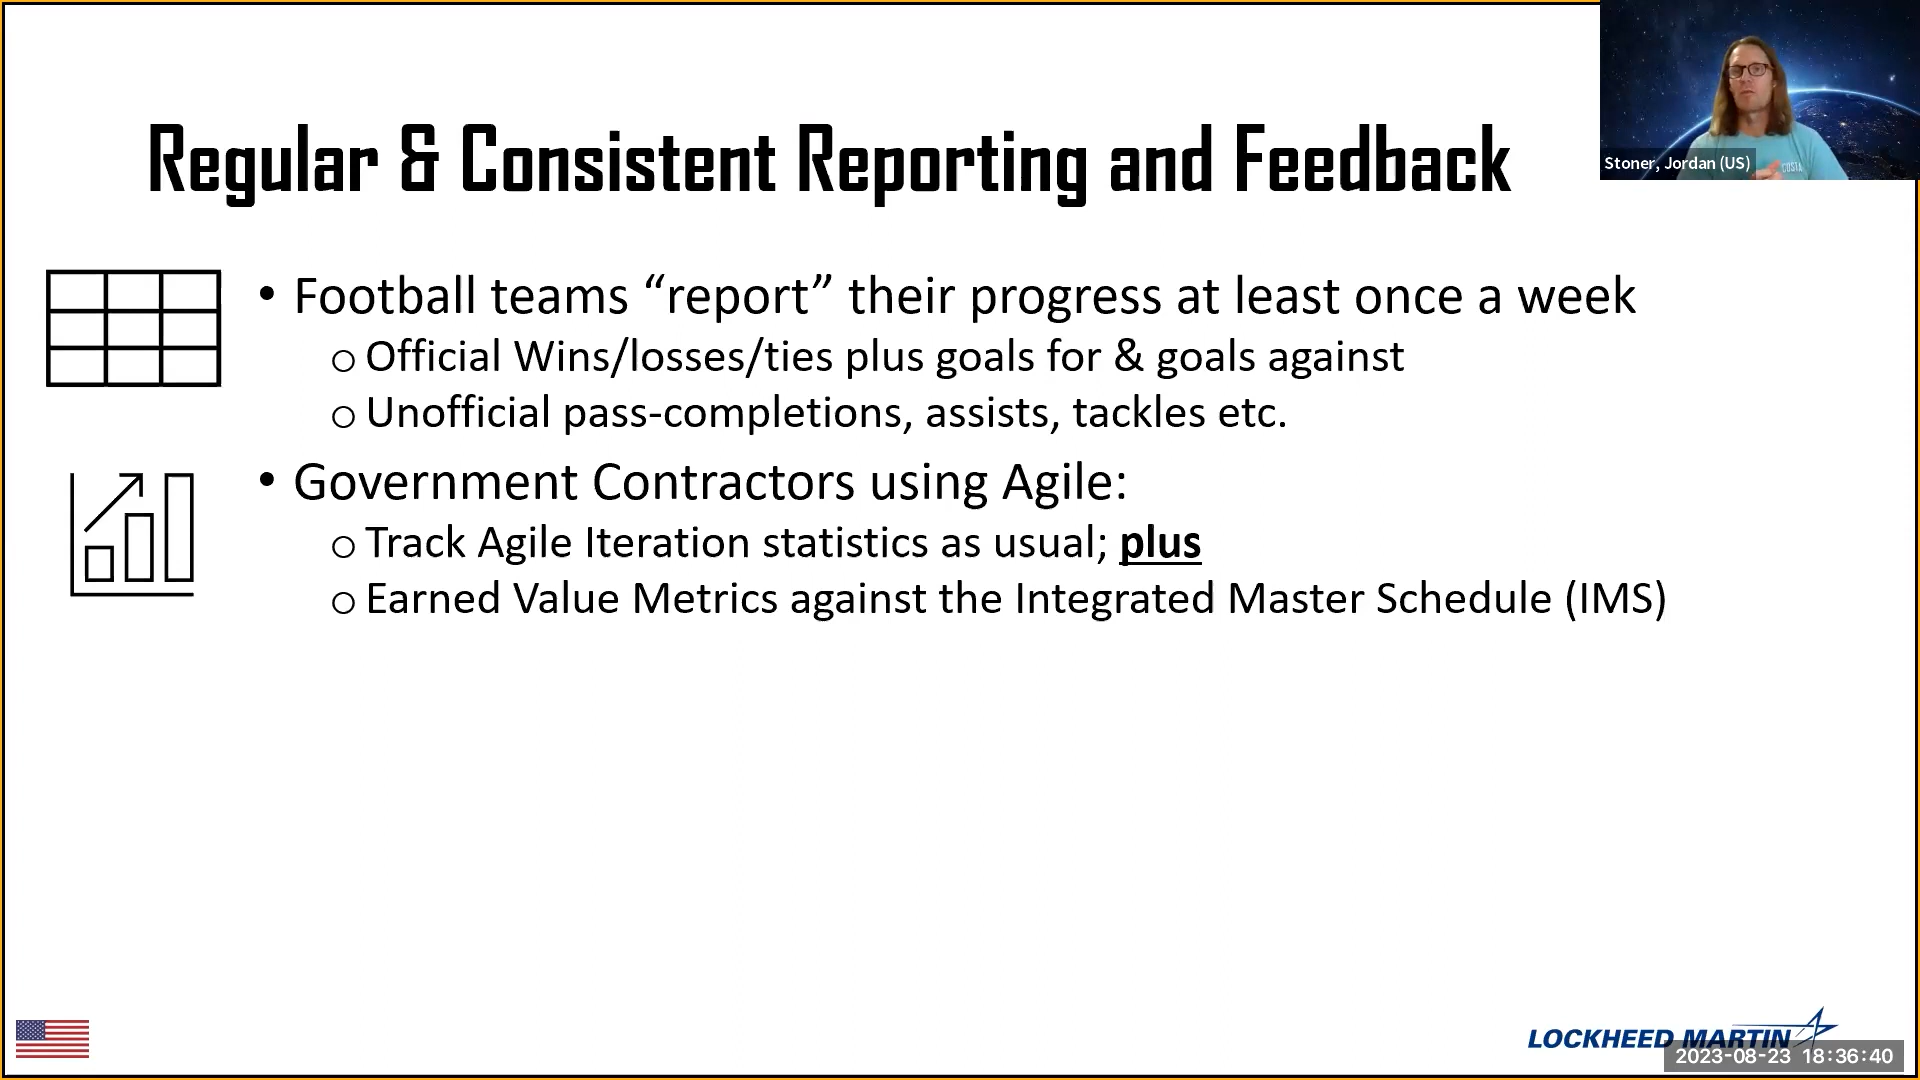 Regular & Consistent Reporting and Feedback
Stoner, Jordan (US)
COSTA
• Football teams “report” their progress at least once a week
o Official Wins/losses/ties plus goals for & goals against
o Unofficial pass-completions, assists, tackles etc.
• Government Contractors using Agile:
o Track Agile Iteration statistics as usual; plus
o Earned Value Metrics against the Integrated Master Schedule (IMS)
LOCKHEED MARTIN
2023-08-23 18:36:40